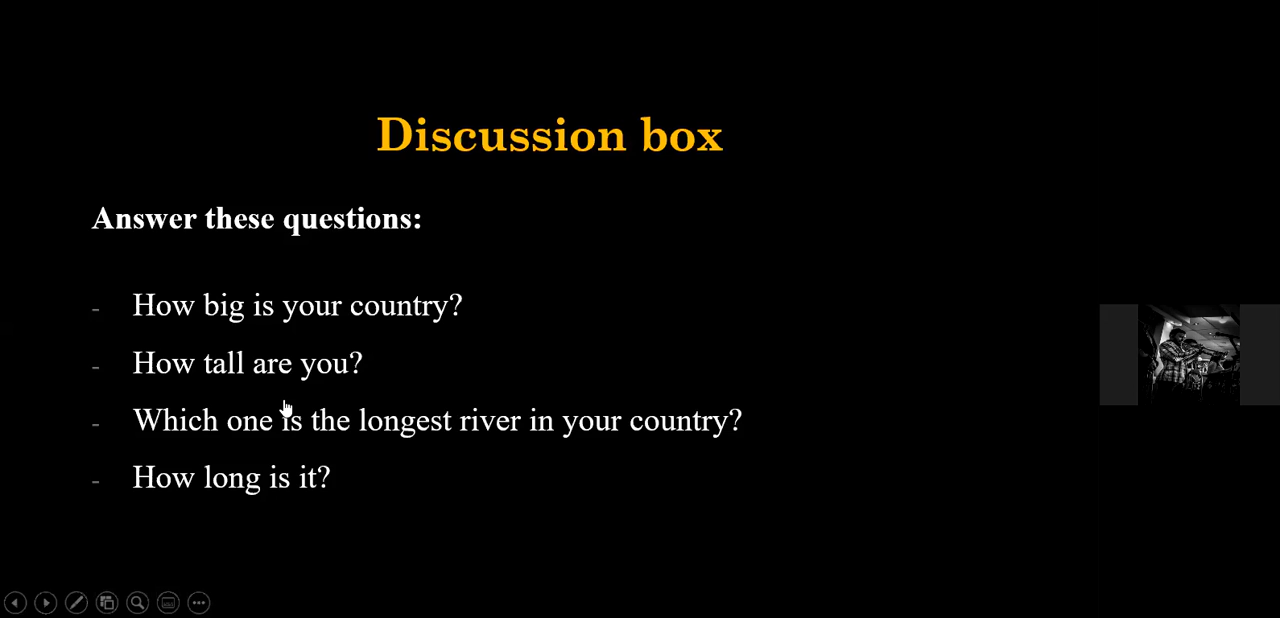 Discussion box
Answer these questions:
- How big is your country?
- How tall are you?
- Which one is the longest river in your country?
- How long is it?